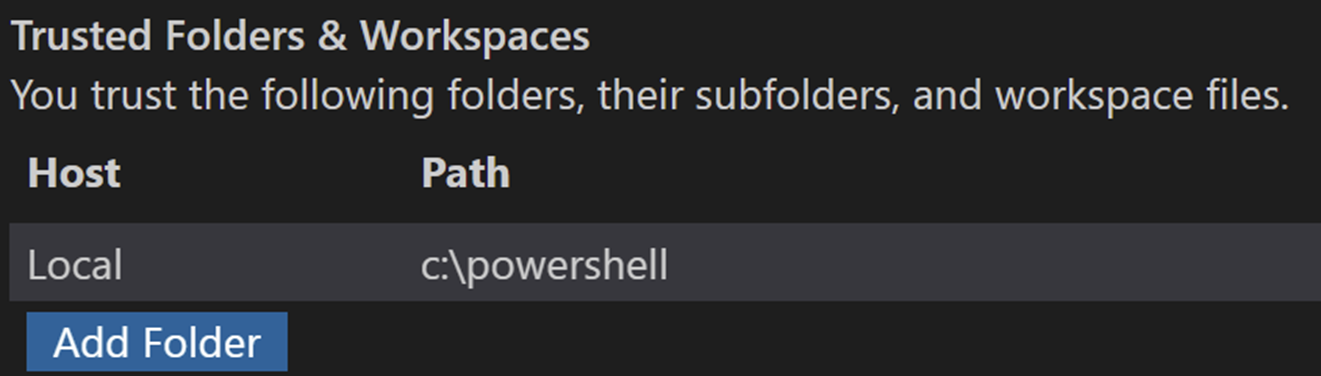 Trusted Folders & Workspaces
You trust the following folders, their subfolders, and workspace files.
Host Path
Local c:\powershell
Add Folder